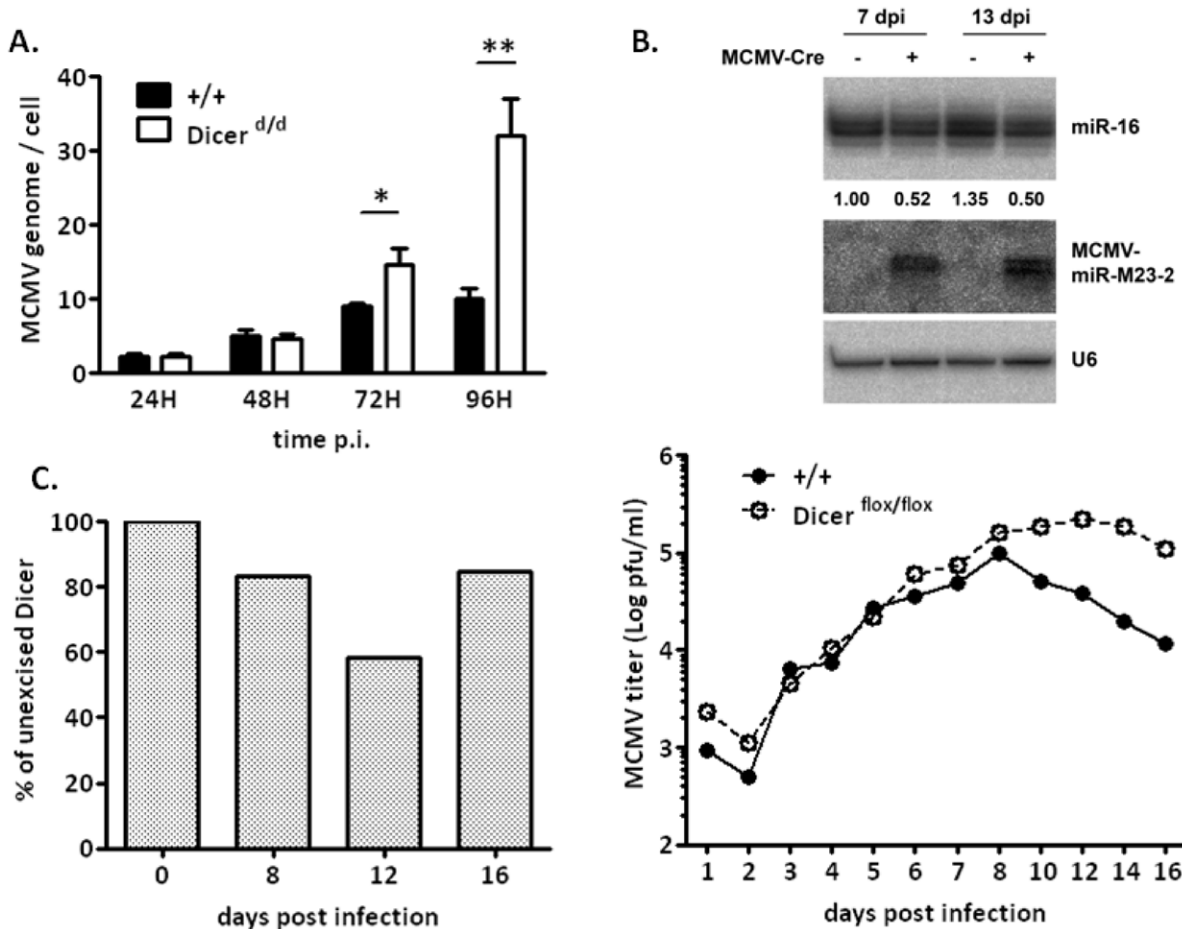 A.
MCMV genome / cell
40
30
20
10
0
+/+
Dicer d/d
*
**
24H 48H 72H 96H
time p.i.
B.
7 dpi 13 dpi
MCMV-Cre - + - +
miR-16
1.00 0.52 1.35 0.50
MCMV-
miR-M23-2
U6
C.
% of unexcised Dicer
100
80
60
40
20
0
0 8 12 16
days post infection
MCMV titer (Log pfu/ml)
6
5
4
3
2
+/+
Dicer flox/flox
1 2 3 4 5 6 7 8 10 12 14 16
days post infection